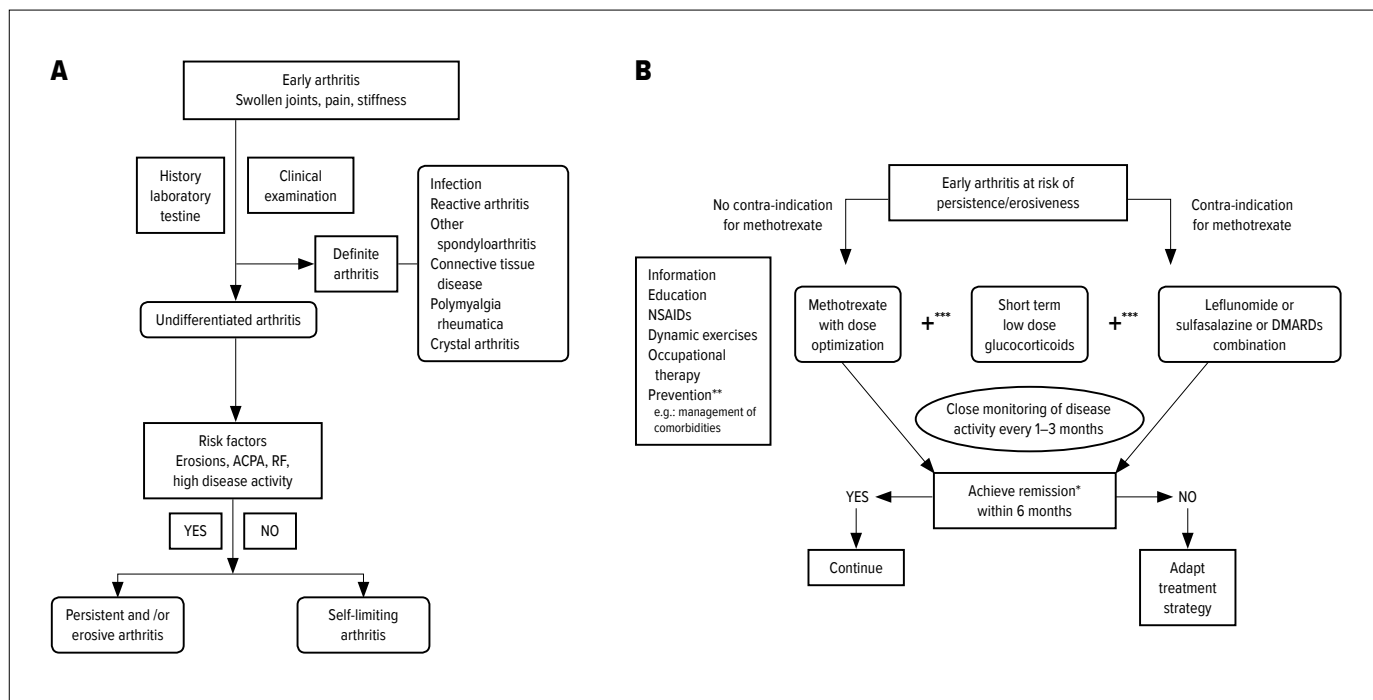 A
Early arthritis
Swollen joints, pain, stiffness
History
laboratory
testine
Clinical
examination
Definite
arthritis
Infection
Reactive arthritis
Other
spondyloarthritis
Connective tissue
disease
Polymyalgia
rheumatica
Crystal arthritis
Undifferentiated arthritis
Risk factors
Erosions, ACPA, RF,
high disease activity
YES
NO
Persistent and /or
erosive arthritis
Self-limiting
arthritis
B
Early arthritis at risk of
persistence/erosiveness
No contra-indication
for methotrexate
Contra-indication
for methotrexate
Information
Education
NSAIDs
Dynamic exercises
Occupational
therapy
Prevention**
e.g.: management of
comorbidities
Methotrexate
with dose
optimization
+***
Short term
low dose
glucocorticoids
+***
Leflunomide or
sulfasalazine or DMARDs
combination
Close monitoring of disease
activity every 1–3 months
Achieve remission*
within 6 months
YES
NO
Continue
Adapt
treatment
strategy